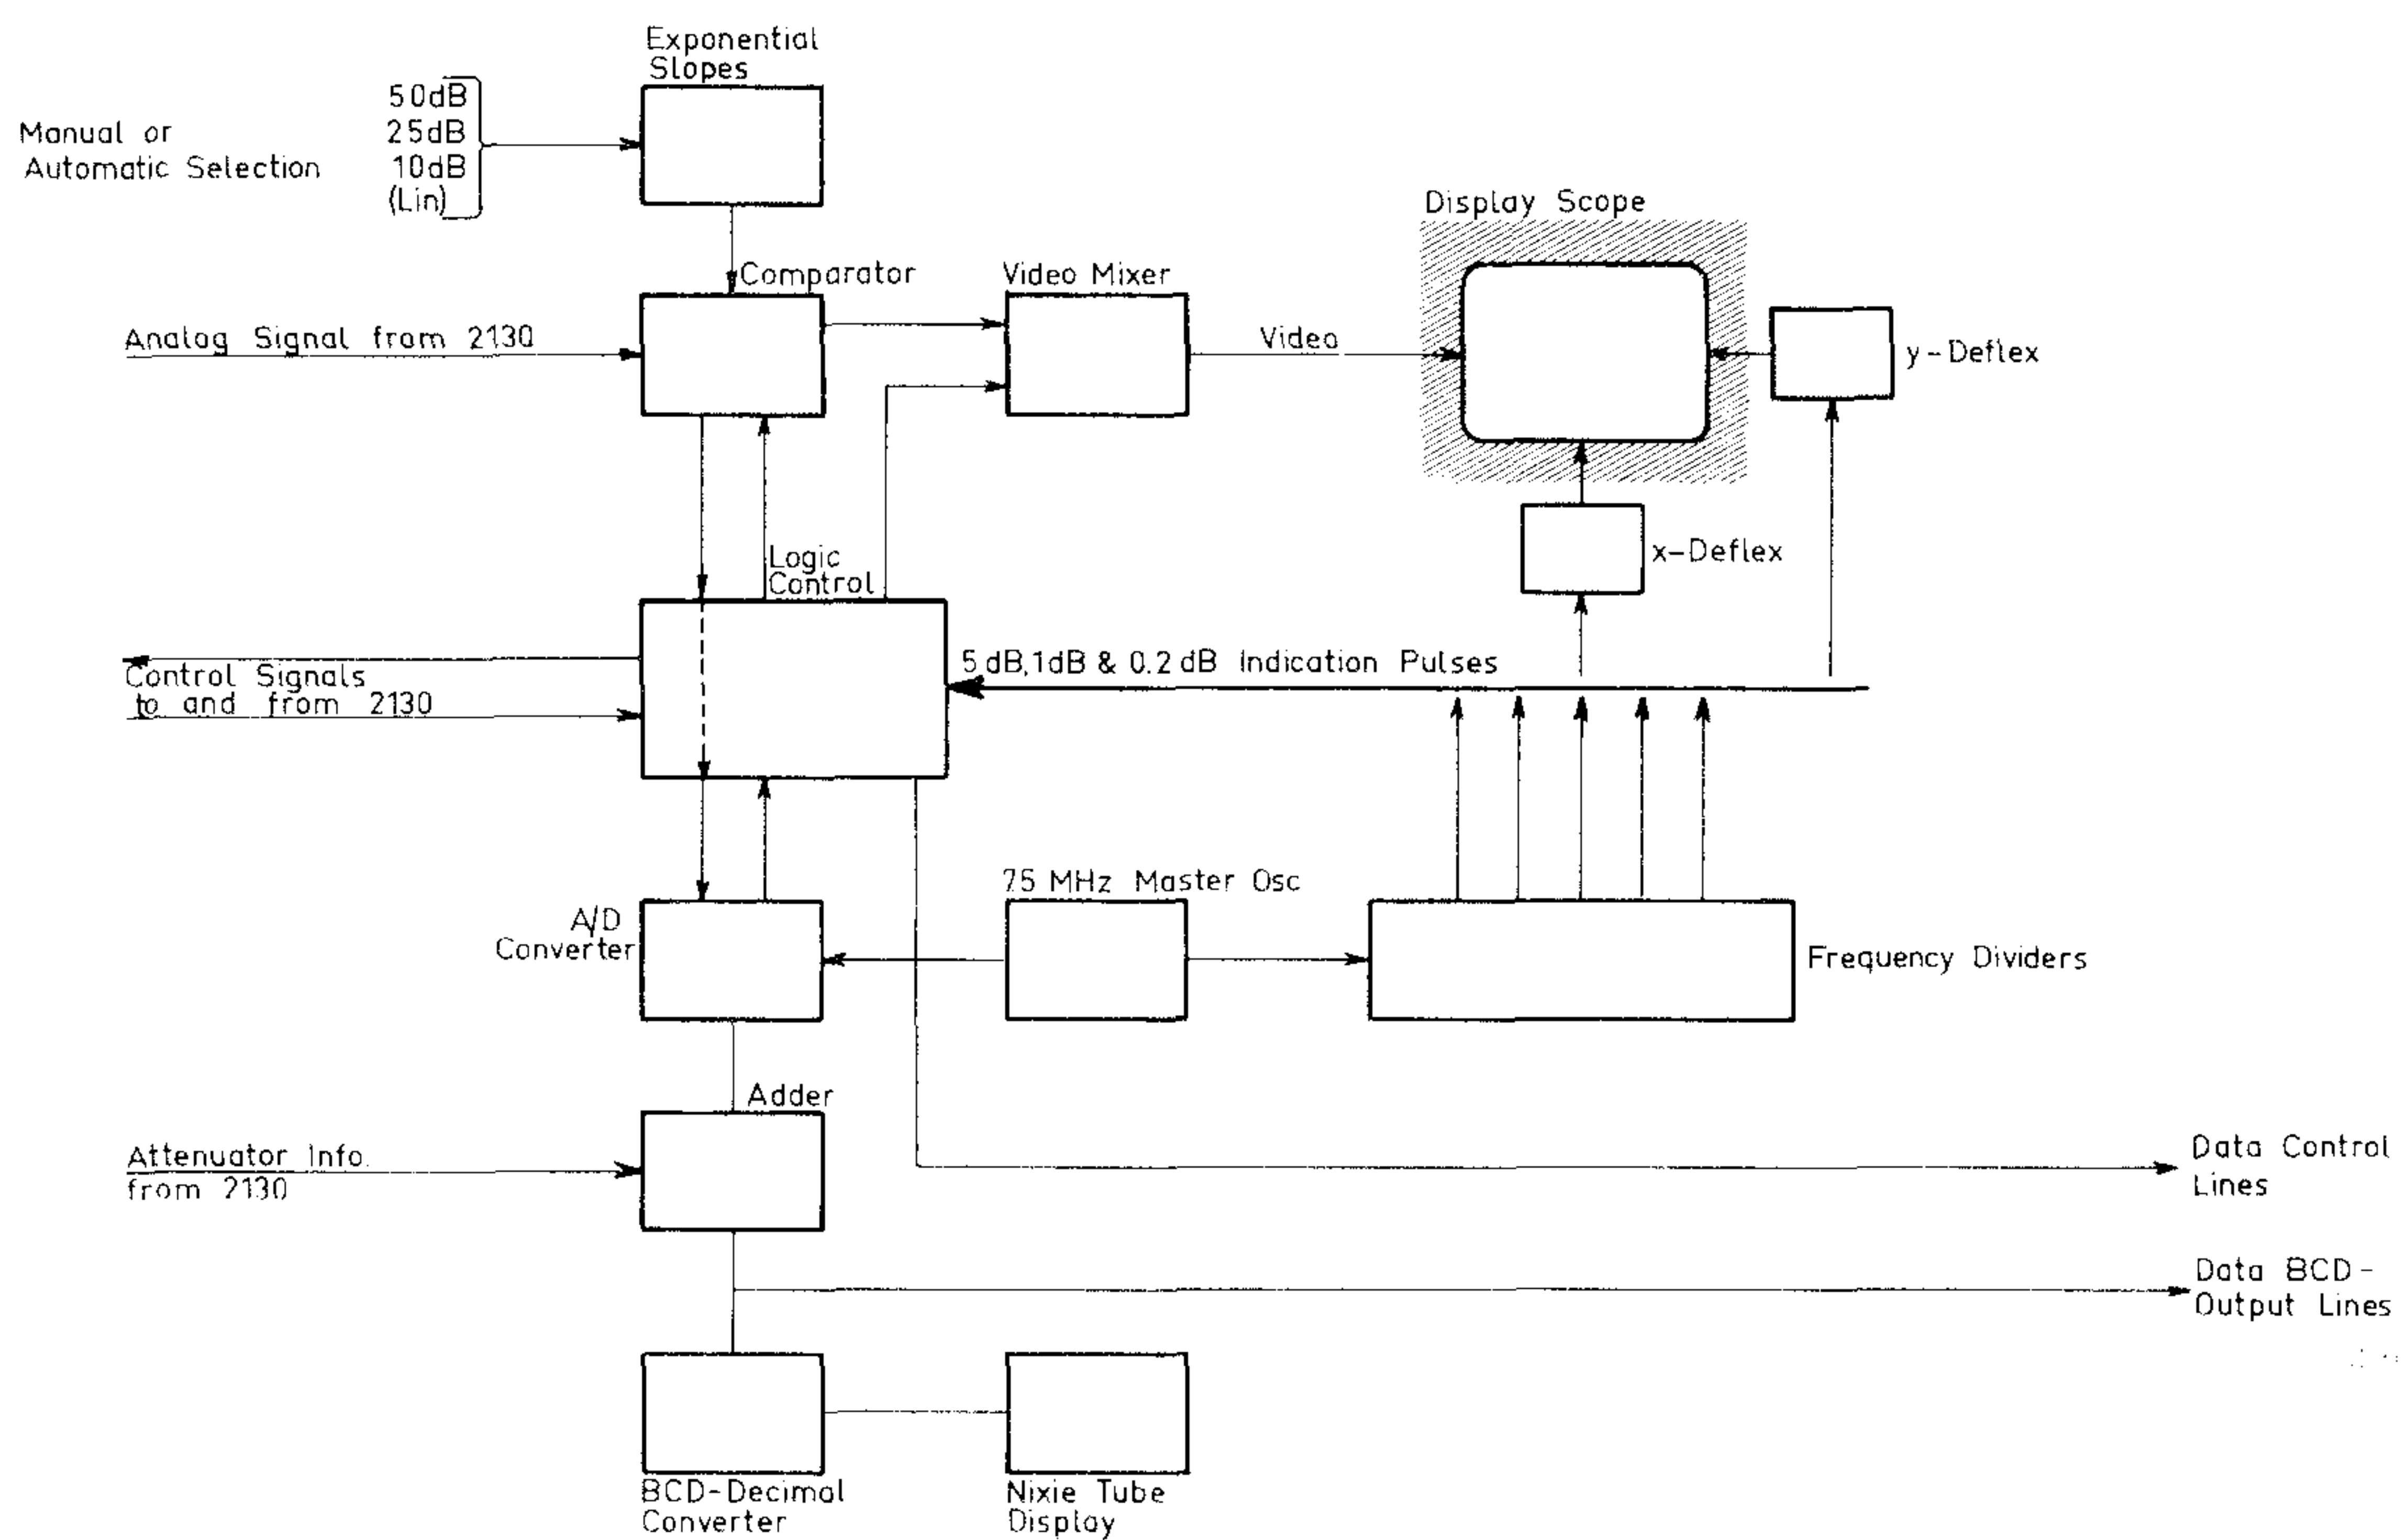 Exponential
Slopes
50dB
25dB
10dB
(Lin)
Manual or
Automatic Selection
Display Scope
Comparator
Video Mixer
Analog Signal from 2130
Video
y-Deflex
Logic
Control
x-Deflex
5 dB, 1dB & 0.2 dB Indication Pulses
Control Signals
to and from 2130
75 MHz Master Osc
A/D
Converter
Frequency Dividers
Adder
Attenuator Info.
from 2130
Data Control
Lines
Data BCD-
Output Lines
BCD-Decimal
Converter
Nixie Tube
Display